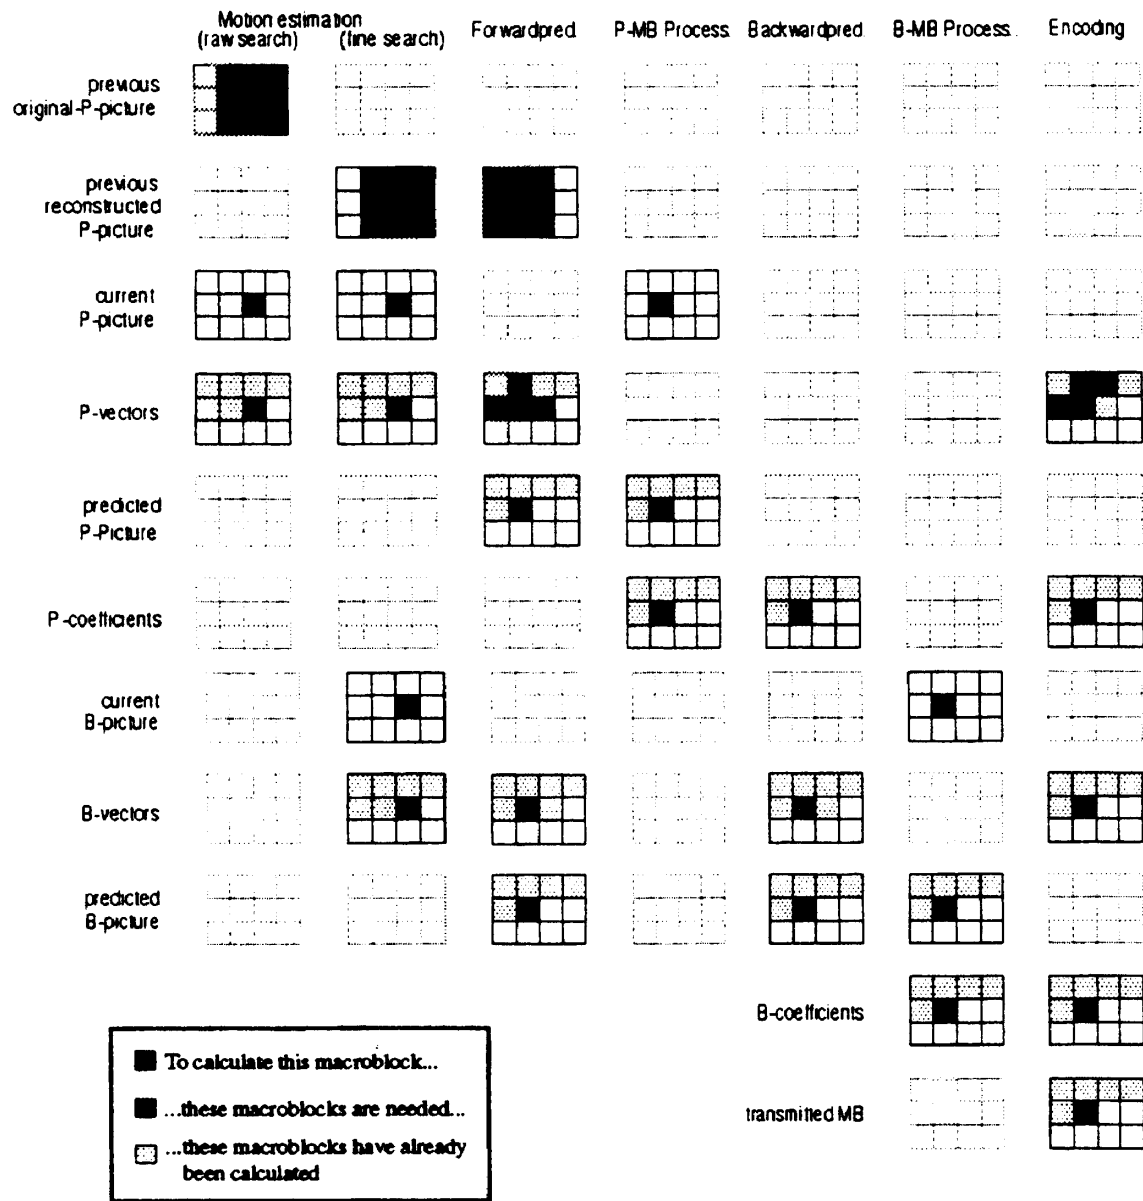 Motion estimation
(raw search) (fine search) Forwardpred. P-MB Process. Backwardpred. B-MB Process. Encoding
previous
original-P-picture
previous
reconstructed
P-picture
current
P-picture
P-vectors
predicted
P-Picture
P-coefficients
current
B-picture
B-vectors
predicted
B-picture
B-coefficients
transmitted MB
To calculate this macroblock...
...these macroblocks are needed...
...these macroblocks have already
been calculated